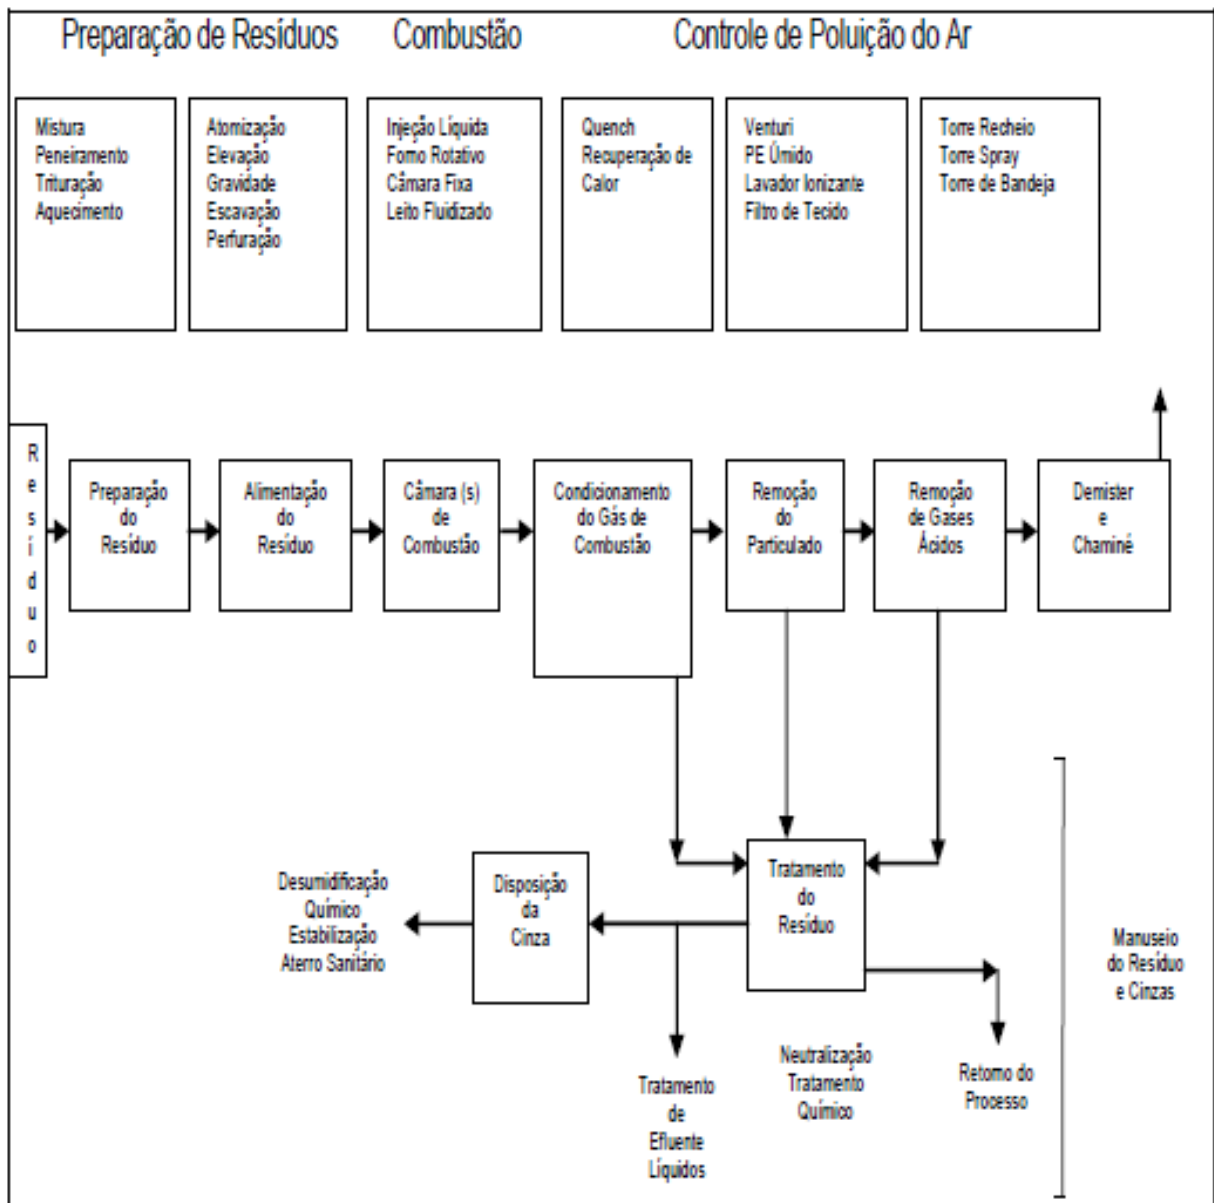 Preparação de Resíduos
Combustão
Controle de Poluição do Ar
Mistura
Peneiramento
Trituração
Aquecimento
Atomização
Elevação
Gravidade
Escavação
Perfuração
Injeção Líquida
Forno Rotativo
Câmara Fixa
Leito Fluidizado
Quench
Recuperação de
Calor
Venturi
PE Úmido
Lavador Ionizante
Filtro de Tecido
Torre Recheio
Torre Spray
Torre de Bandeja
R
e
s
í
d
u
o
Preparação
do
Resíduo
Alimentação
do
Resíduo
Câmara (s)
de
Combustão
Condicionamento
do Gás de
Combustão
Remoção
do
Particulado
Remoção
de Gases
Ácidos
Demister
e
Chaminé
Desumidificação
Químico
Estabilização
Aterro Sanitário
Disposição
da
Cinza
Tratamento
do
Resíduo
Manuseio
do Resíduo
e Cinzas
Tratamento
de
Efluente
Líquidos
Neutralização
Tratamento
Químico
Retorno do
Processo